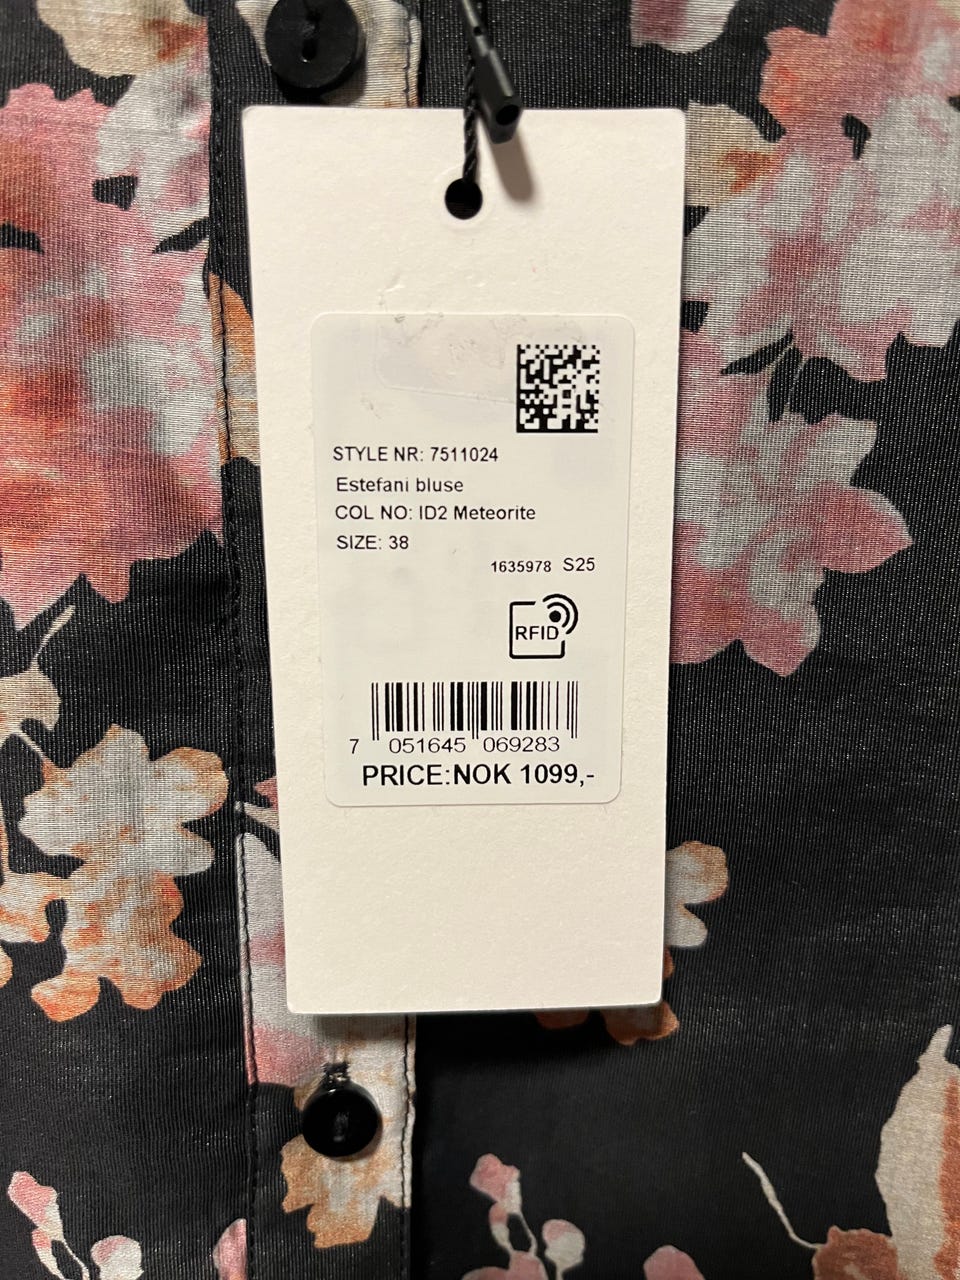 STYLE NR: 7511024
Estefani bluse
COL NO: ID2 Meteorite
SIZE: 38
1635978 S25
RFID
7 051645 069283
PRICE:NOK 1099,-